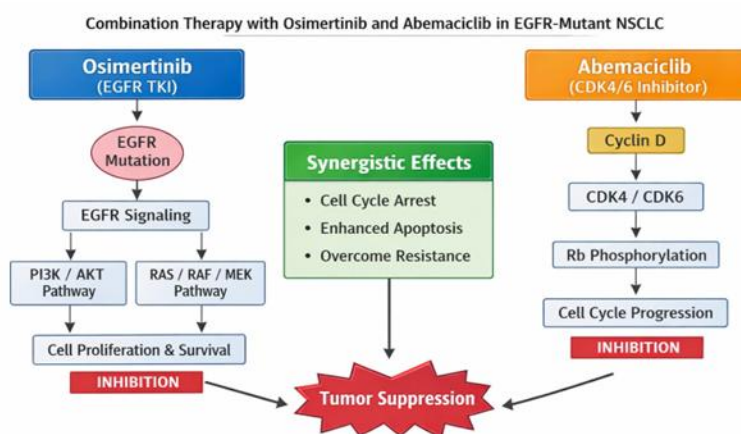 Combination Therapy with Osimertinib and Abemaciclib in EGFR-Mutant NSCLC
Osimertinib
(EGFR TKI)
EGFR
Mutation
EGFR Signaling
PI3K / AKT
Pathway
RAS / RAF / MEK
Pathway
Cell Proliferation & Survival
INHIBITION
Synergistic Effects
• Cell Cycle Arrest
• Enhanced Apoptosis
• Overcome Resistance
Tumor Suppression
Abemaciclib
(CDK4/6 Inhibitor)
Cyclin D
CDK4 / CDK6
Rb Phosphorylation
Cell Cycle Progression
INHIBITION